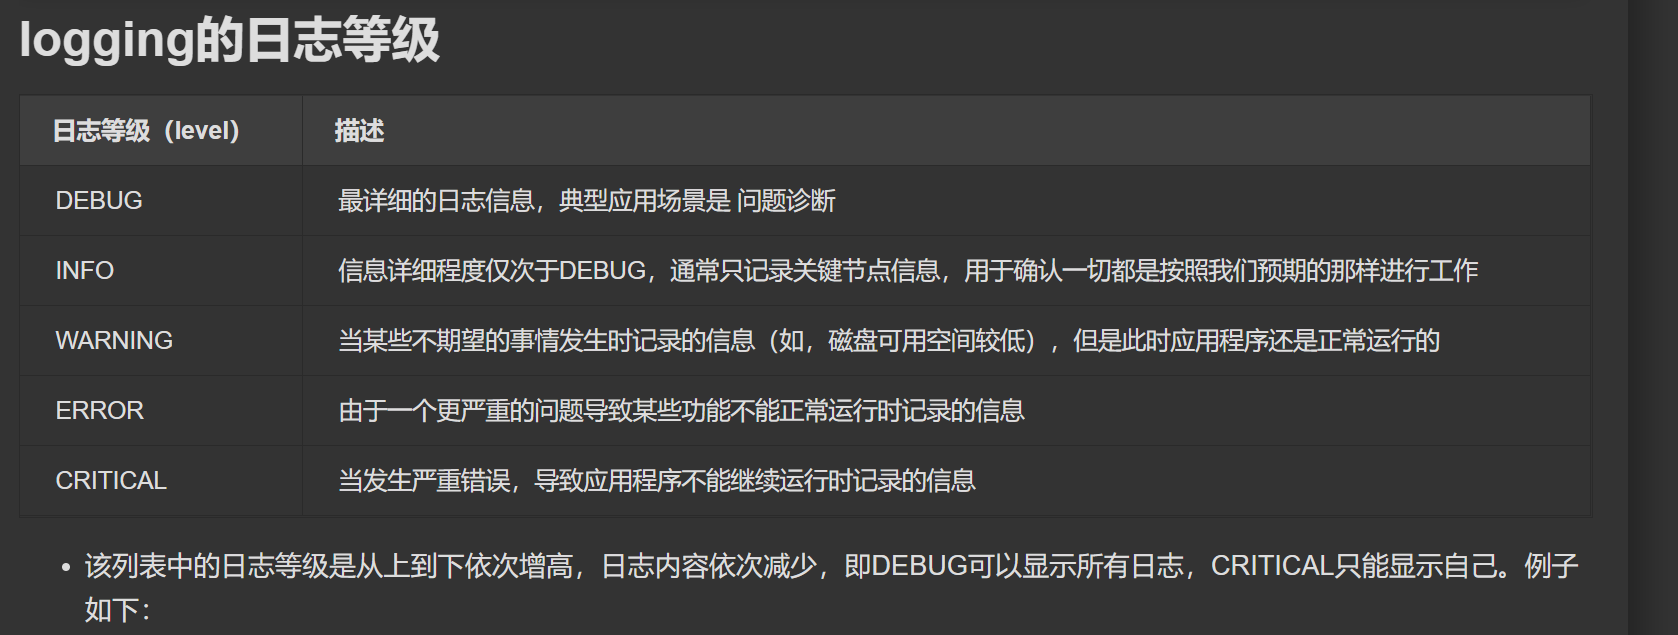 logging的日志等级
日志等级（level） 描述
DEBUG 最详细的日志信息，典型应用场景是 问题诊断
INFO 信息详细程度仅次于DEBUG，通常只记录关键节点信息，用于确认一切都是按照我们预期的那样进行工作
WARNING 当某些不期望的事情发生时记录的信息（如，磁盘可用空间较低），但是此时应用程序还是正常运行的
ERROR 由于一个更严重的问题导致某些功能不能正常运行时记录的信息
CRITICAL 当发生严重错误，导致应用程序不能继续运行时记录的信息
• 该列表中的日志等级是从上到下依次增高，日志内容依次减少，即DEBUG可以显示所有日志，CRITICAL只能显示自己。例子
如下：